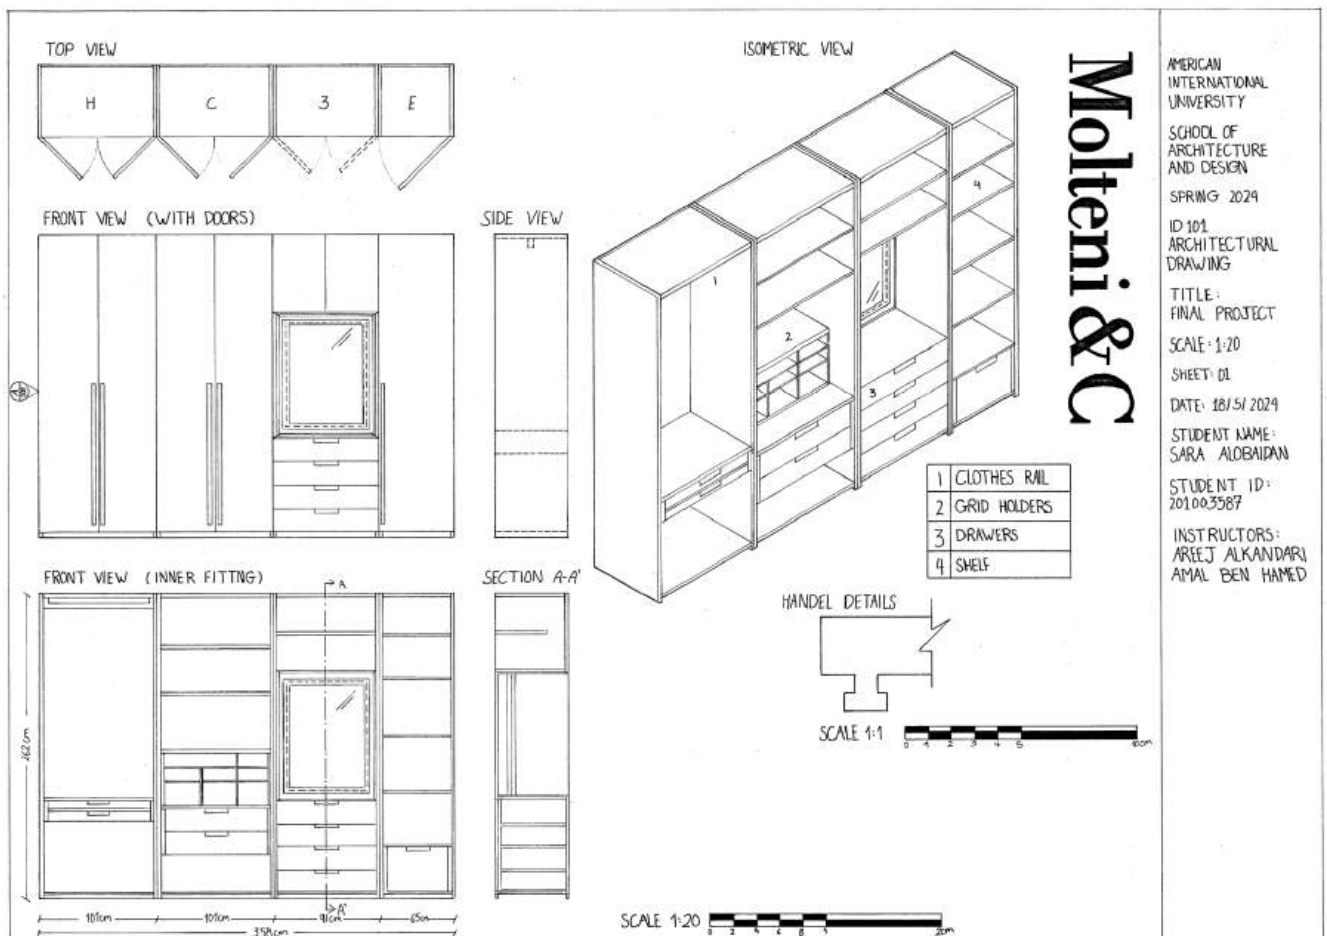 TOP VIEW
H C 3 E
FRONT VIEW (WITH DOORS)
SIDE VIEW
FRONT VIEW (INNER FITTNG)
A
SECTION A-A'
262cm
A'
101cm 101cm 91cm 65cm
358cm
ISOMETRIC VIEW
1
2
3
4
1 CLOTHES RAIL
2 GRID HOLDERS
3 DRAWERS
4 SHELF
HANDEL DETAILS
SCALE 1:1
0 1 2 3 4 5 10cm
SCALE 1:20
0 2 4 6 8 1 2cm
Molteni&C
AMERICAN
INTERNATIONAL
UNIVERSITY
SCHOOL OF
ARCHITECTURE
AND DESIGN
SPRING 2024
ID 101
ARCHITECTURAL
DRAWING
TITLE:
FINAL PROJECT
SCALE: 1:20
SHEET: 01
DATE: 18/5/2024
STUDENT NAME:
SARA ALOBAIDAN
STUDENT ID:
201003587
INSTRUCTORS:
AREEJ ALKANDARI
AMAL BEN HAMED